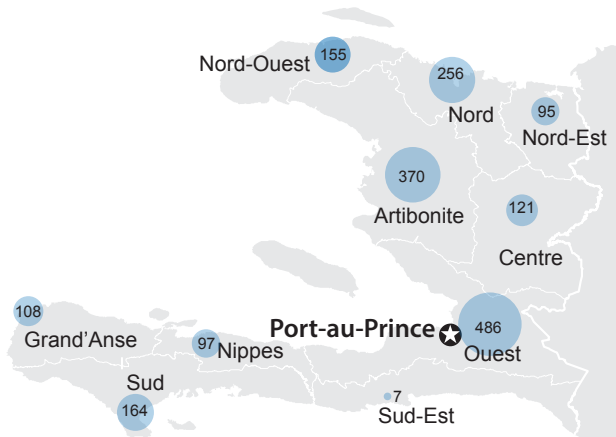 155
Nord-Ouest
256
Nord
95
Nord-Est
370
Artibonite
121
Centre
108
Grand'Anse
97
Nippes
Port-au-Prince
486
Ouest
Sud
164
7
Sud-Est